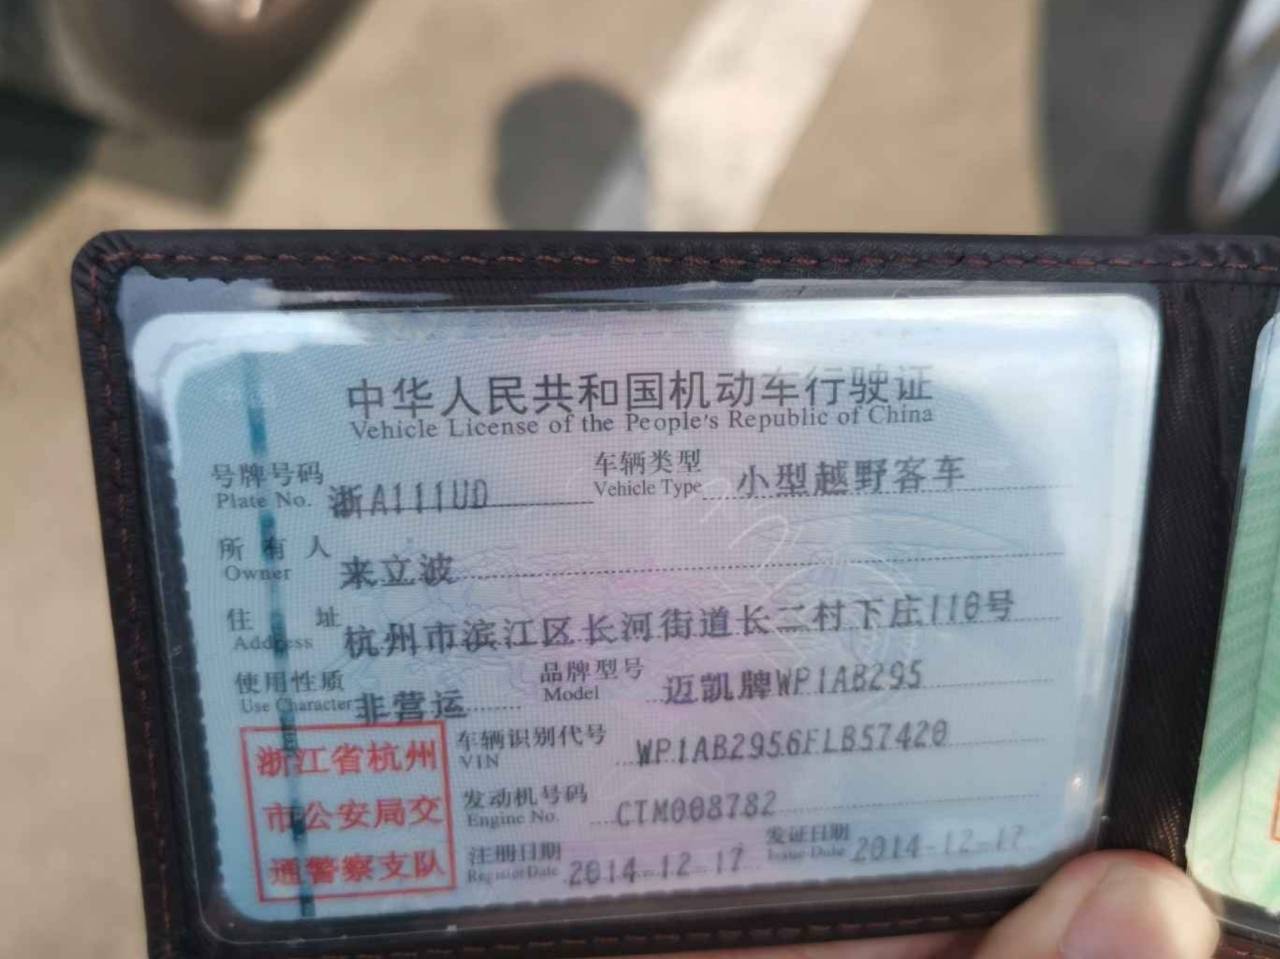 中华人民共和国机动车行驶证
Vehicle License of the People's Republic of China
号牌号码 浙A111UD 车辆类型 小型越野客车
Plate No. Vehicle Type
所有人 来立波
Owner
住址 杭州市滨江区长河街道长二村下庄110号
Address
使用性质 非营运 品牌型号 迈凯牌WP1AB295
Use Character Model
车辆识别代号 WP1AB2956FLB57420
VIN
发动机号码 CTM008782
Engine No.
注册日期 2014-12-17 发证日期 2014-12-17
Register Date Issue Date
浙江省杭州
市公安局交
通警察支队